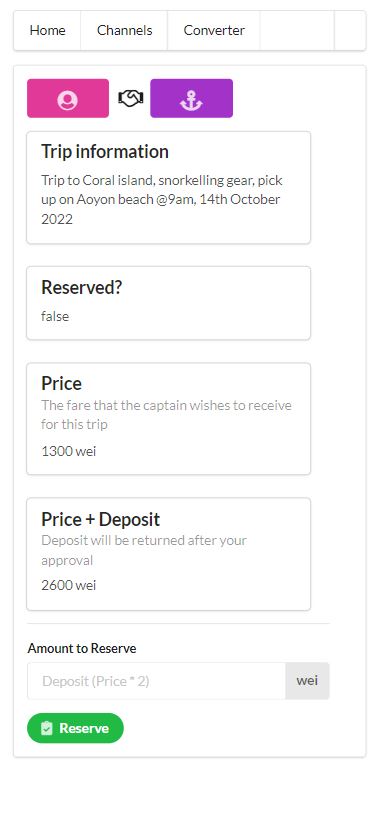 Home Channels Converter
Trip information
Trip to Coral island, snorkelling gear, pick
up on Aoyon beach @9am, 14th October
2022
Reserved?
false
Price
The fare that the captain wishes to receive
for this trip
1300 wei
Price + Deposit
Deposit will be returned after your
approval
2600 wei
Amount to Reserve
Deposit (Price * 2) wei
Reserve